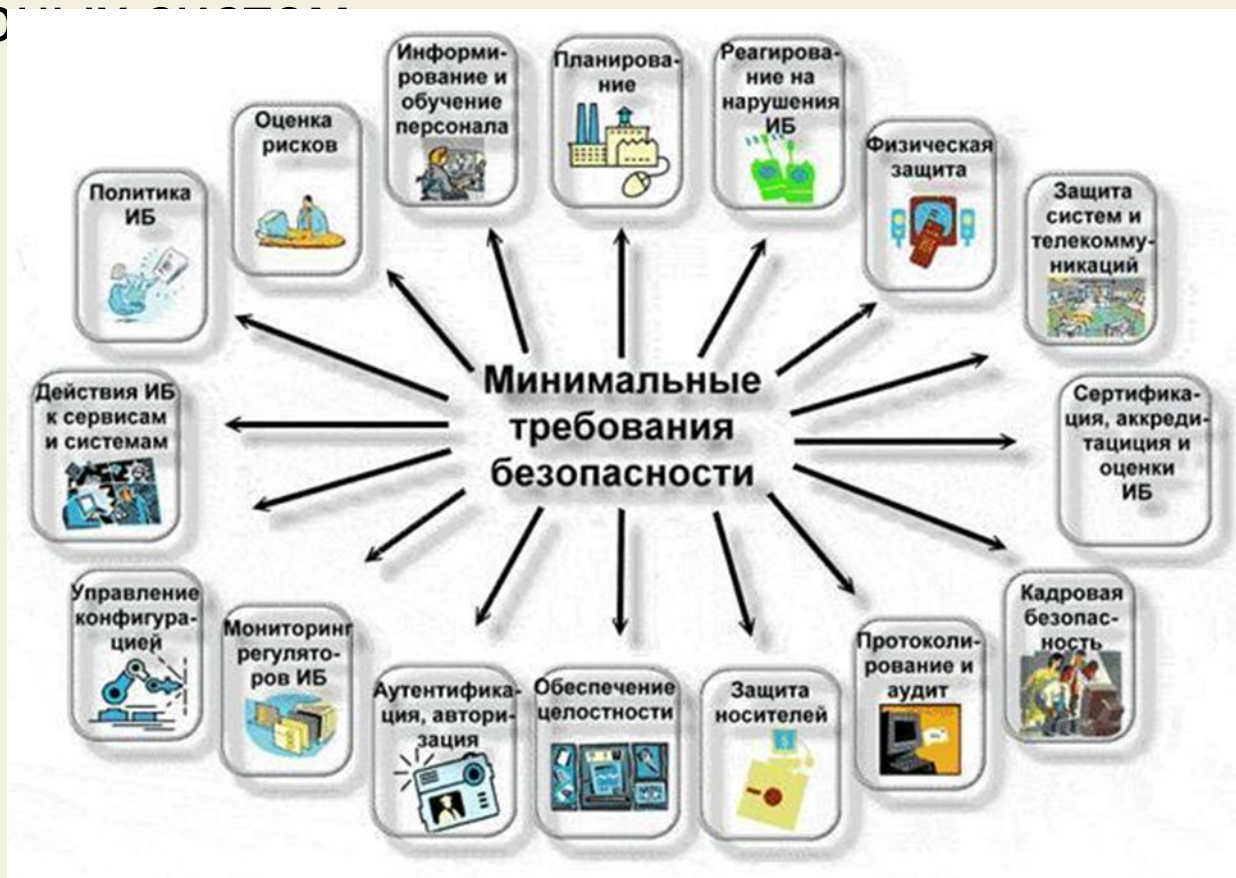 Информи-
рование и
обучение
персонала
Планирова-
ние
Реагирова-
ние на
нарушения
ИБ
Оценка
рисков
Физическая
защита
Политика
ИБ
Защита
систем и
телекомму-
никаций
Минимальные
требования
безопасности
Действия ИБ
к сервисам
и системам
Сертифика-
ция, аккреди-
тациция и
оценки
ИБ
Управление
конфигура-
цией
Мониторинг
регулято-
ров ИБ
Аутентифика-
ция, автори-
зация
Обеспечение
целостности
Защита
носителей
Протоколи-
рование и
аудит
Кадровая
безопас-
ность